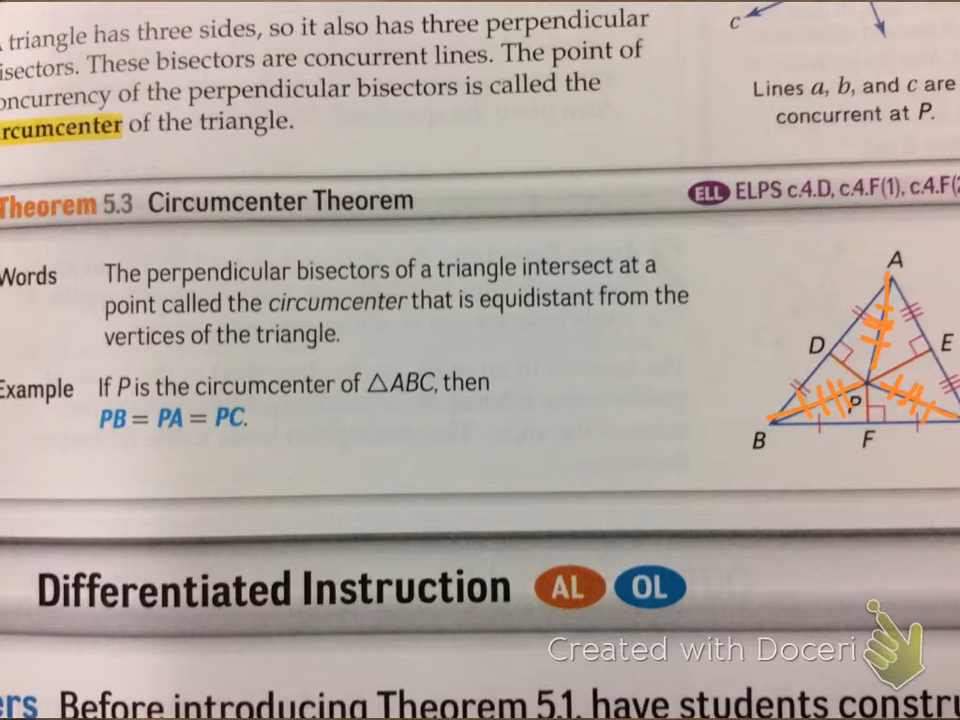 triangle has three sides, so it also has three perpendicular
isectors. These bisectors are concurrent lines. The point of
oncurrency of the perpendicular bisectors is called the
rcumcenter of the triangle.
c
Lines a, b, and c are
concurrent at P.
Theorem 5.3 Circumcenter Theorem
ELL ELPS c.4.D, c.4.F(1), c.4.F(2
Words The perpendicular bisectors of a triangle intersect at a
point called the circumcenter that is equidistant from the
vertices of the triangle.
Example If P is the circumcenter of △ABC, then
PB = PA = PC.
A
D
E
P
B
F
Differentiated Instruction AL OL
Created with Doceri
ers Before introducing Theorem 5.1, have students constru